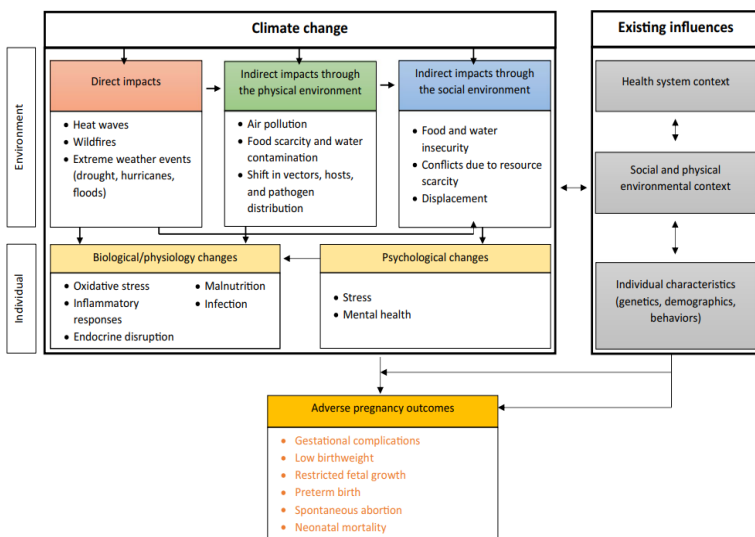 Climate change
Existing influences
Environment
Direct impacts
• Heat waves
• Wildfires
• Extreme weather events
(drought, hurricanes,
floods)
Indirect impacts through
the physical environment
• Air pollution
• Food scarcity and water
contamination
• Shift in vectors, hosts,
and pathogen
distribution
Indirect impacts through
the social environment
• Food and water
insecurity
• Conflicts due to resource
scarcity
• Displacement
Health system context
Social and physical
environmental context
Individual characteristics
(genetics, demographics,
behaviors)
Individual
Biological/physiology changes
• Oxidative stress
• Inflammatory
responses
• Endocrine disruption
• Malnutrition
• Infection
Psychological changes
• Stress
• Mental health
Adverse pregnancy outcomes
• Gestational complications
• Low birthweight
• Restricted fetal growth
• Preterm birth
• Spontaneous abortion
• Neonatal mortality